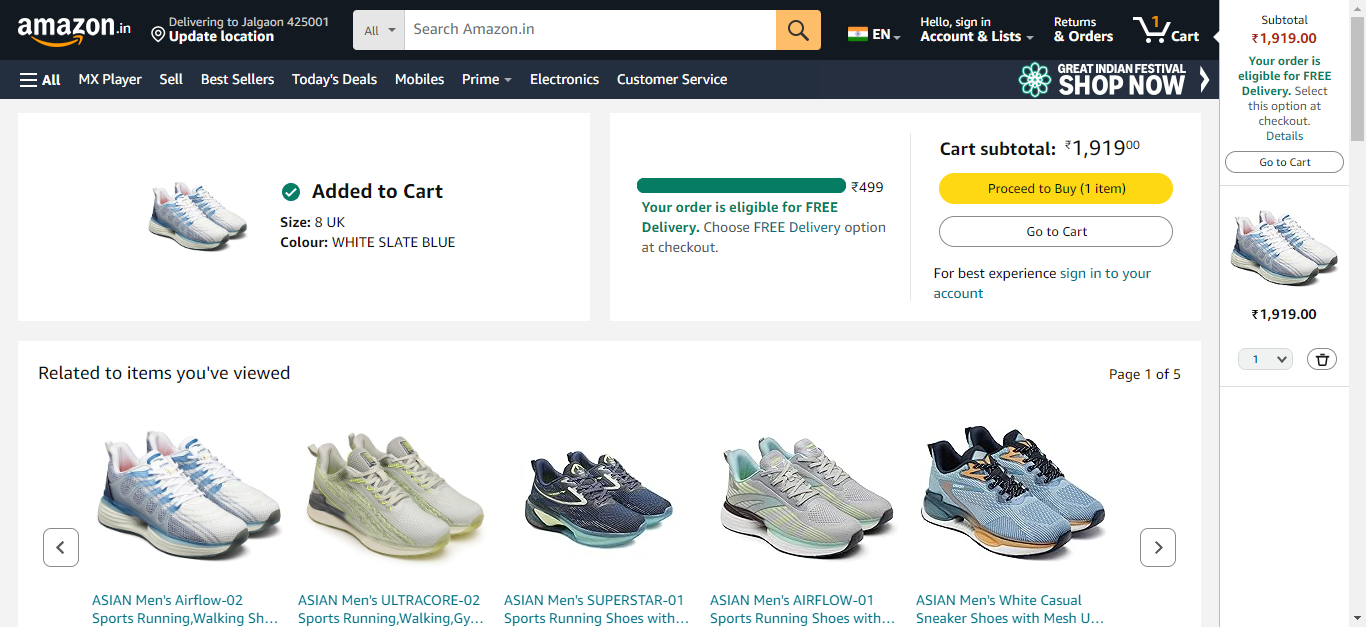 amazon.in
Delivering to Jalgaon 425001
Update location
All
Search Amazon.in
EN
Hello, sign in
Account & Lists
Returns
& Orders
1
Cart
All
MX Player
Sell
Best Sellers
Today's Deals
Mobiles
Prime
Electronics
Customer Service
GREAT INDIAN FESTIVAL
SHOP NOW
Added to Cart
Size: 8 UK
Colour: WHITE SLATE BLUE
₹499
Your order is eligible for FREE
Delivery. Choose FREE Delivery option
at checkout.
Cart subtotal: ₹1,91900
Proceed to Buy (1 item)
Go to Cart
For best experience sign in to your
account
Related to items you've viewed
Page 1 of 5
ASIAN Men's Airflow-02
Sports Running,Walking Sh...
ASIAN Men's ULTRACORE-02
Sports Running,Walking,Gy...
ASIAN Men's SUPERSTAR-01
Sports Running Shoes with...
ASIAN Men's AIRFLOW-01
Sports Running Shoes with...
ASIAN Men's White Casual
Sneaker Shoes with Mesh U...
Subtotal
₹1,919.00
Your order is
eligible for FREE
Delivery. Select
this option at
checkout.
Details
Go to Cart
₹1,919.00
1